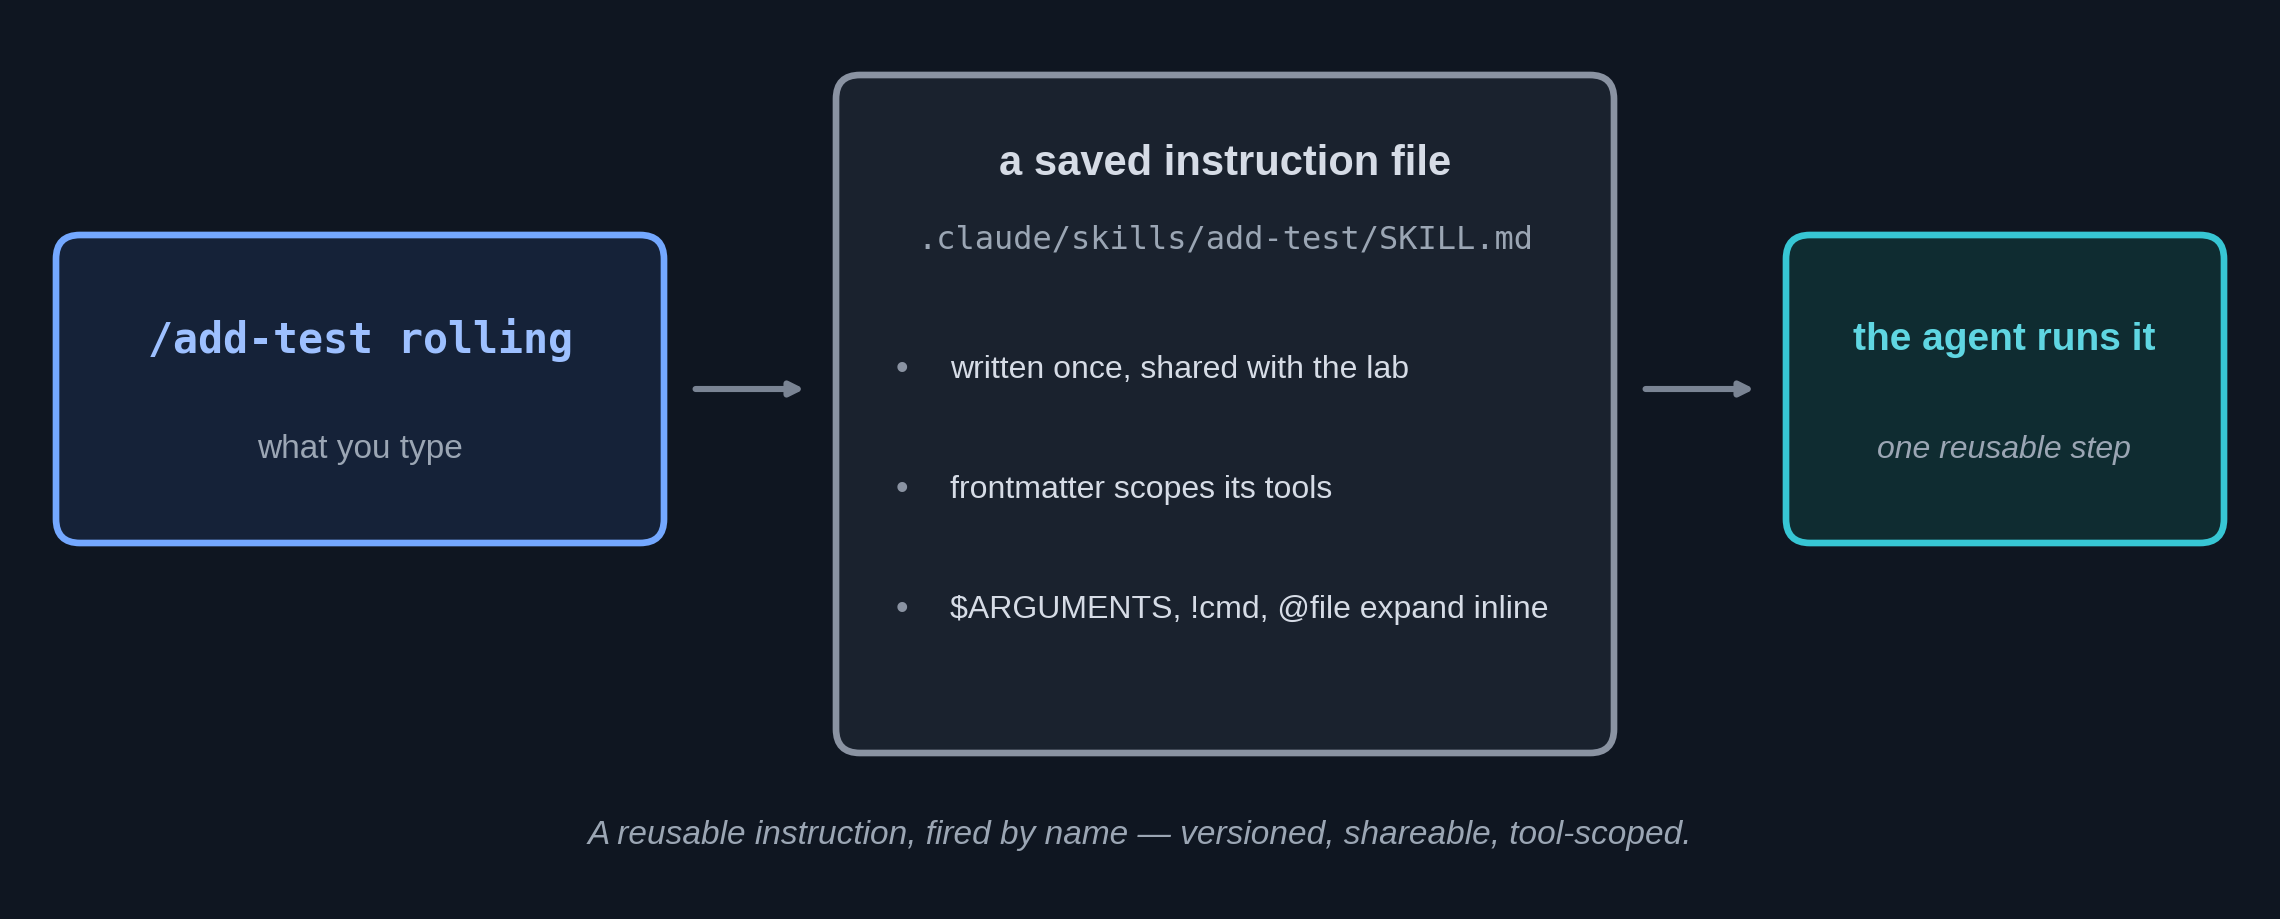 /add-test rolling
what you type
a saved instruction file
.claude/skills/add-test/SKILL.md
• written once, shared with the lab
• frontmatter scopes its tools
• $ARGUMENTS, !cmd, @file expand inline
the agent runs it
one reusable step
A reusable instruction, fired by name — versioned, shareable, tool-scoped.